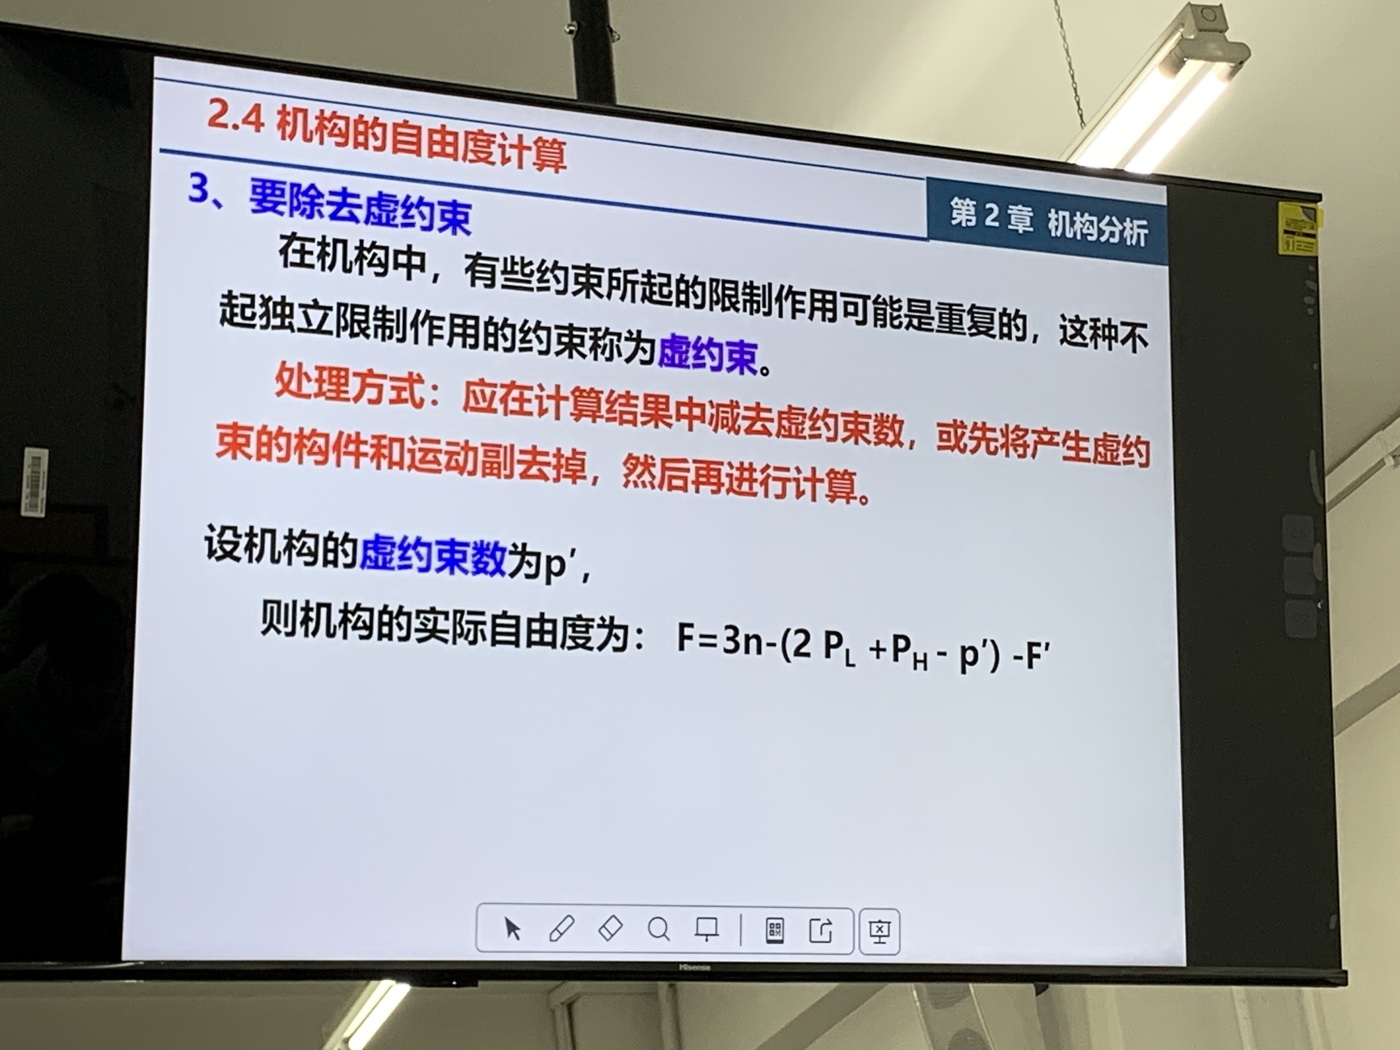 2.4 机构的自由度计算
第 2 章 机构分析
3、要除去虚约束
在机构中，有些约束所起的限制作用可能是重复的，这种不
起独立限制作用的约束称为虚约束。
处理方式：应在计算结果中减去虚约束数，或先将产生虚约
束的构件和运动副去掉，然后再进行计算。
设机构的虚约束数为p′,
则机构的实际自由度为： F=3n-(2 PL +PH - p′) -F′
Hisense